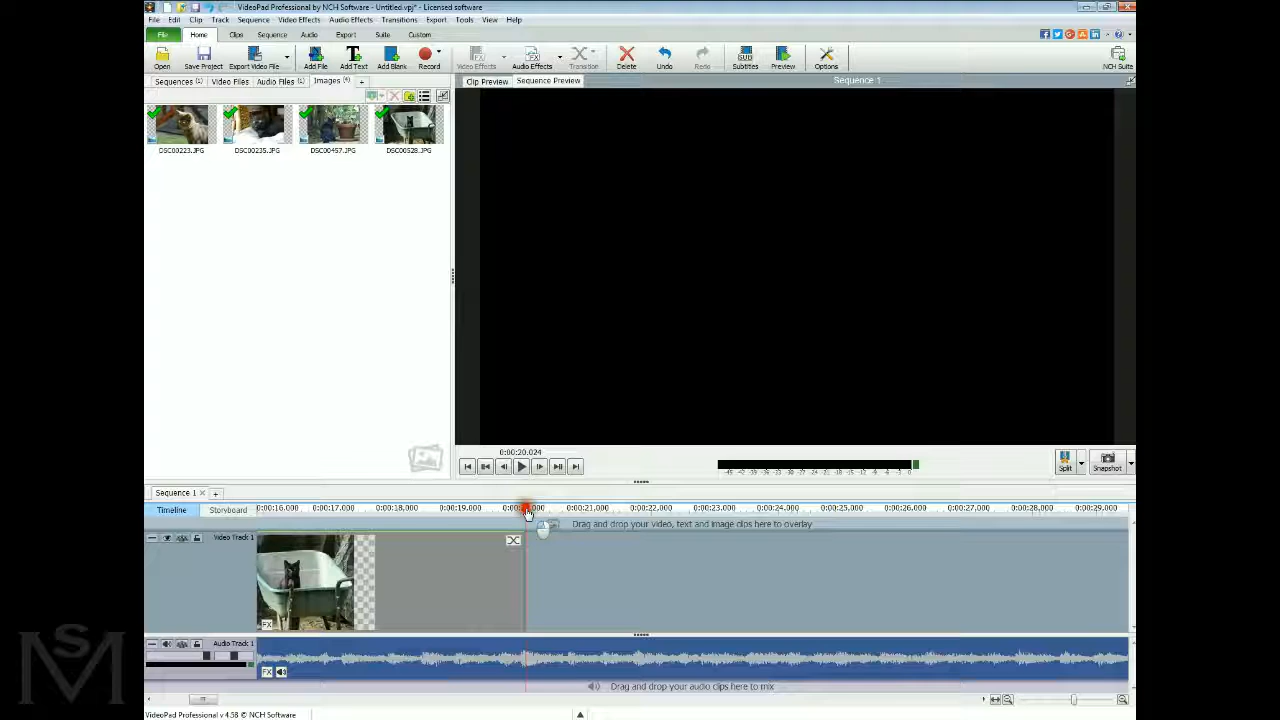 VideoPad Professional by NCH Software - Untitled.vpj* - Licensed software
File Edit Clip Track Sequence Video Effects Audio Effects Transitions Export Tools View Help
File Home Clips Sequence Audio Export Suite Custom
Open Save Project Export Video File Add File Add Text Add Blank Record Video Effects Audio Effects Transition Delete Undo Redo Subtitles Preview Options NCH Suite
Sequences (1) Video Files Audio Files (1) Images (4) +
Clip Preview Sequence Preview Sequence 1
DSC00223.JPG DSC00235.JPG DSC00457.JPG DSC00528.JPG
0:00:20.024
Split Snapshot
Sequence 1 +
Timeline Storyboard 0:00:16.000 0:00:17.000 0:00:18.000 0:00:19.000 0:00:21.000 0:00:22.000 0:00:23.000 0:00:24.000 0:00:25.000 0:00:26.000 0:00:27.000 0:00:28.000 0:00:29.000
Drag and drop your video, text and image clips here to overlay
Video Track 1
FX
Audio Track 1
FX
Drag and drop your audio clips here to mix
VideoPad Professional v 4.58 © NCH Software
SM